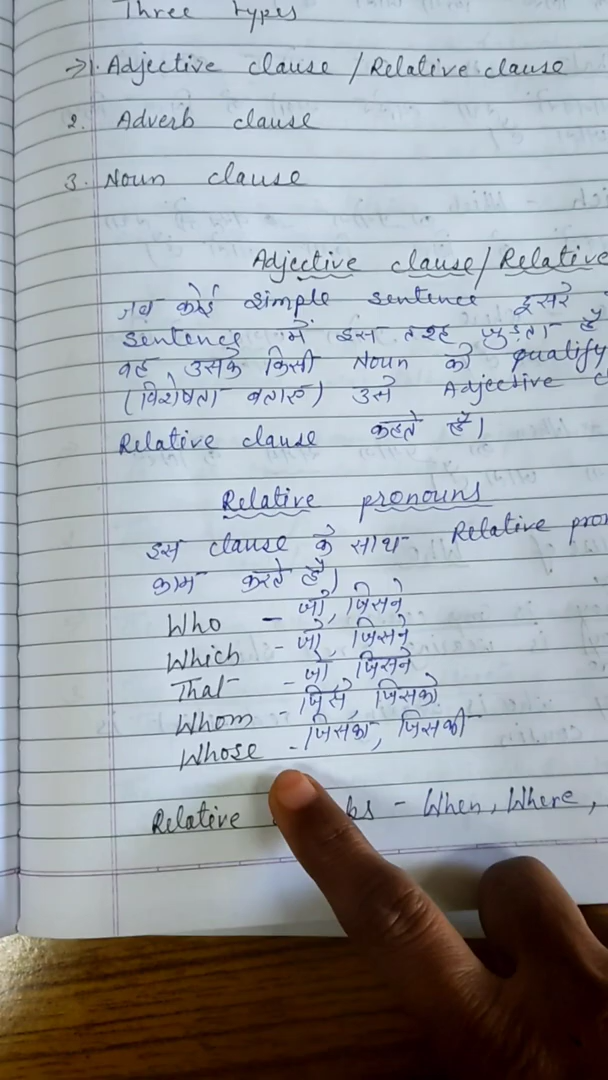 Three types
→1. Adjective clause / Relative clause
2. Adverb clause
3. Noun clause
Adjective clause / Relative
जब कोई simple sentence दूसरे
sentence में इस तरह जुड़ता है
वह उसके किसी Noun को qualify
(विशेषता बताए) उसे Adjective
Relative clause कहते हैं।
Relative pronouns
इस clause के साथ Relative
काम करते हैं।
Who - जो, जिसने
Which - जो जिसने
That - जो जिसने
Whom - जिसे, जिसको
Whose - जिसका, जिसकी
Relative - When, Where,